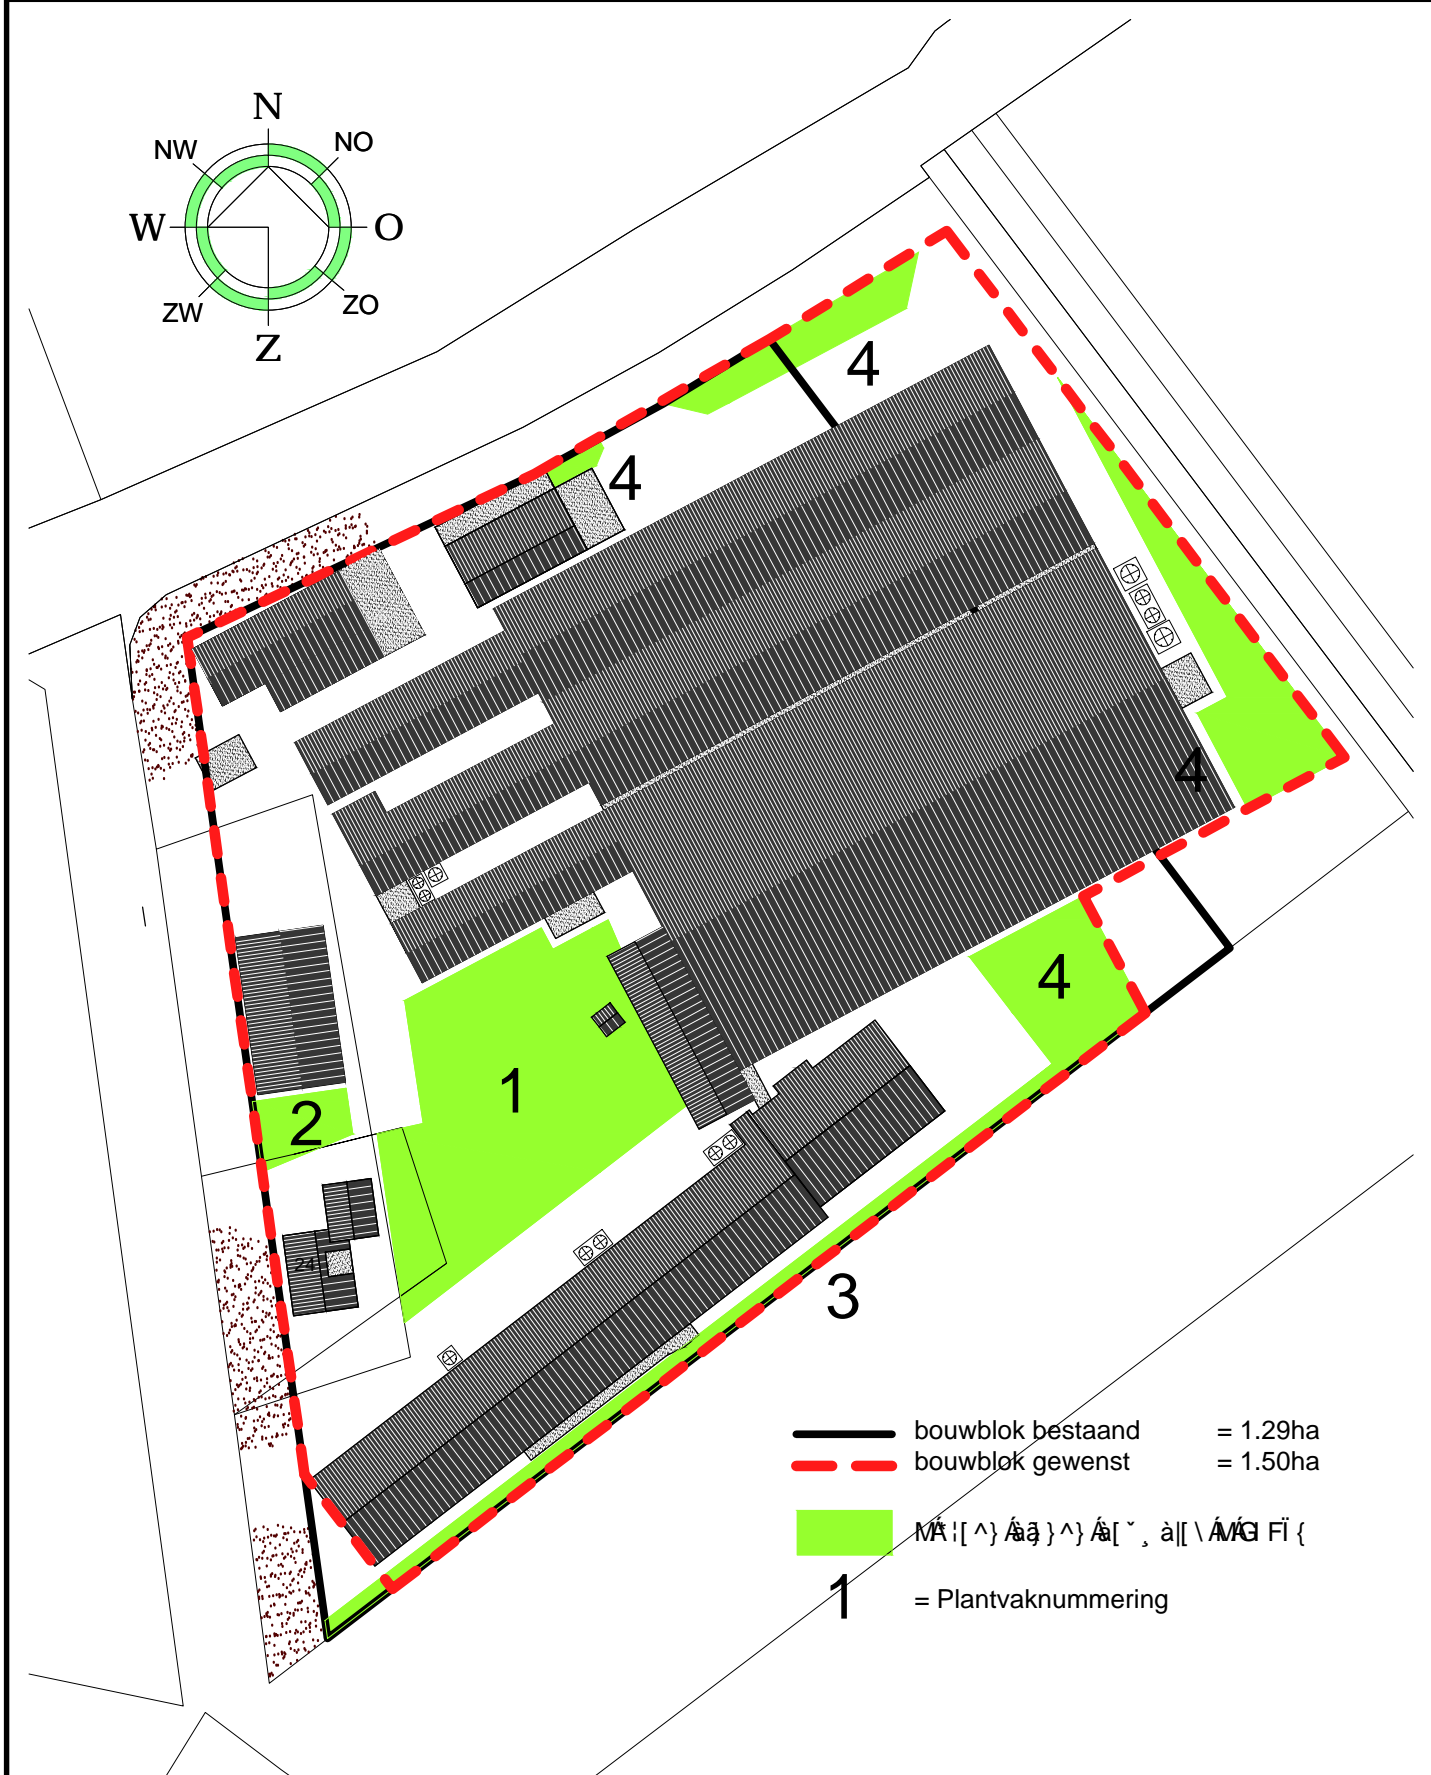 N
NW NO
W O
ZW ZO
Z
4
4
4
4
1
2
24
3
bouwblok bestaand = 1.29ha
bouwblok gewenst = 1.50ha
1 = Plantvaknummering